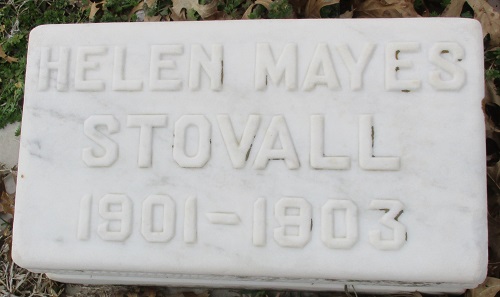 HELEN MAYES
STOVALL
1901-1903